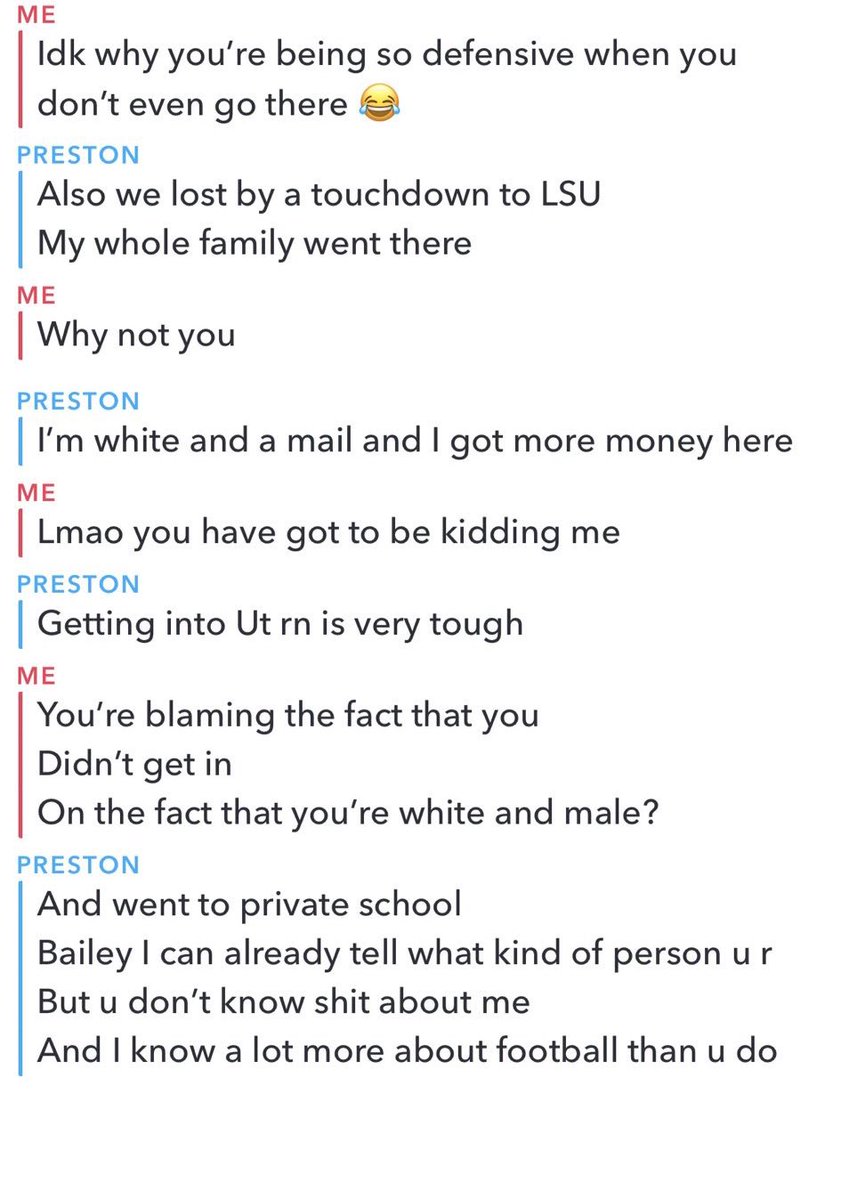 ME
Idk why you’re being so defensive when you
don’t even go there 😂
PRESTON
Also we lost by a touchdown to LSU
My whole family went there
ME
Why not you
PRESTON
I’m white and a mail and I got more money here
ME
Lmao you have got to be kidding me
PRESTON
Getting into Ut rn is very tough
ME
You’re blaming the fact that you
Didn’t get in
On the fact that you’re white and male?
PRESTON
And went to private school
Bailey I can already tell what kind of person u r
But u don’t know shit about me
And I know a lot more about football than u do